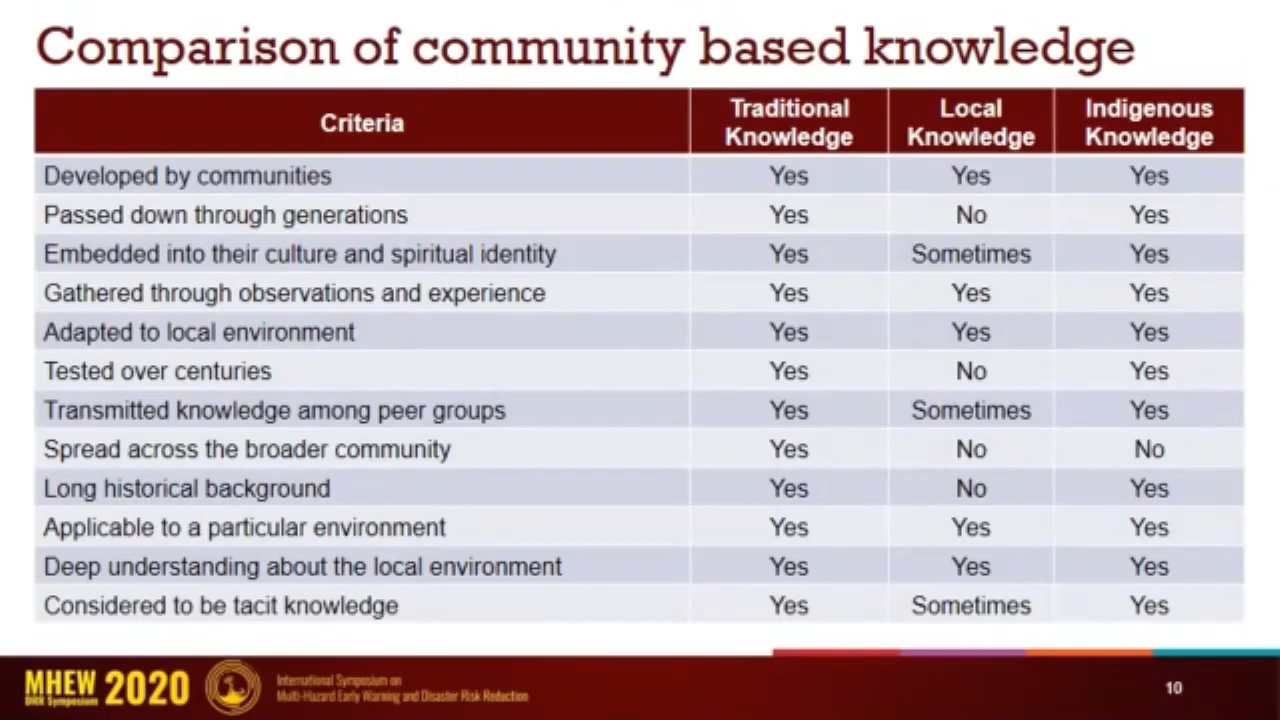 Comparison of community based knowledge
Criteria Traditional Knowledge Local Knowledge Indigenous Knowledge
Developed by communities Yes Yes Yes
Passed down through generations Yes No Yes
Embedded into their culture and spiritual identity Yes Sometimes Yes
Gathered through observations and experience Yes Yes Yes
Adapted to local environment Yes Yes Yes
Tested over centuries Yes No Yes
Transmitted knowledge among peer groups Yes Sometimes Yes
Spread across the broader community Yes No No
Long historical background Yes No Yes
Applicable to a particular environment Yes Yes Yes
Deep understanding about the local environment Yes Yes Yes
Considered to be tacit knowledge Yes Sometimes Yes
MHEW 2020
DRR Symposium
International Symposium on
Multi-Hazard Early Warning and Disaster Risk Reduction
10